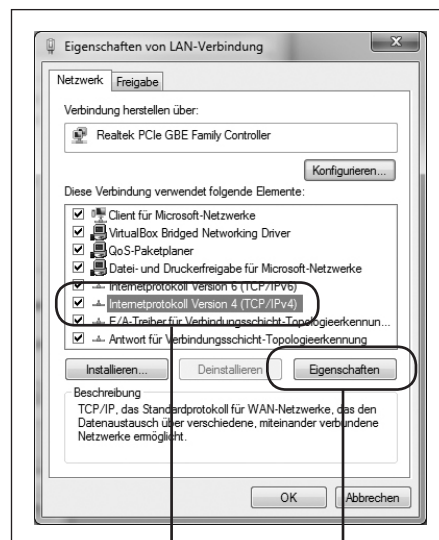 Eigenschaften von LAN-Verbindung
Netzwerk Freigabe
Verbindung herstellen über:
Realtek PCIe GBE Family Controller
Konfigurieren...
Diese Verbindung verwendet folgende Elemente:
Client für Microsoft-Netzwerke
VirtualBox Bridged Networking Driver
QoS-Paketplaner
Datei- und Druckerfreigabe für Microsoft-Netzwerke
Internetprotokoll Version 6 (TCP/IPv6)
Internetprotokoll Version 4 (TCP/IPv4)
E/A-Treiber für Verbindungsschicht-Topologieerkennun...
Antwort für Verbindungsschicht-Topologieerkennung
Installieren... Deinstallieren Eigenschaften
Beschreibung
TCP/IP, das Standardprotokoll für WAN-Netzwerke, das den
Datenaustausch über verschiedene, miteinander verbundene
Netzwerke ermöglicht.
OK Abbrechen